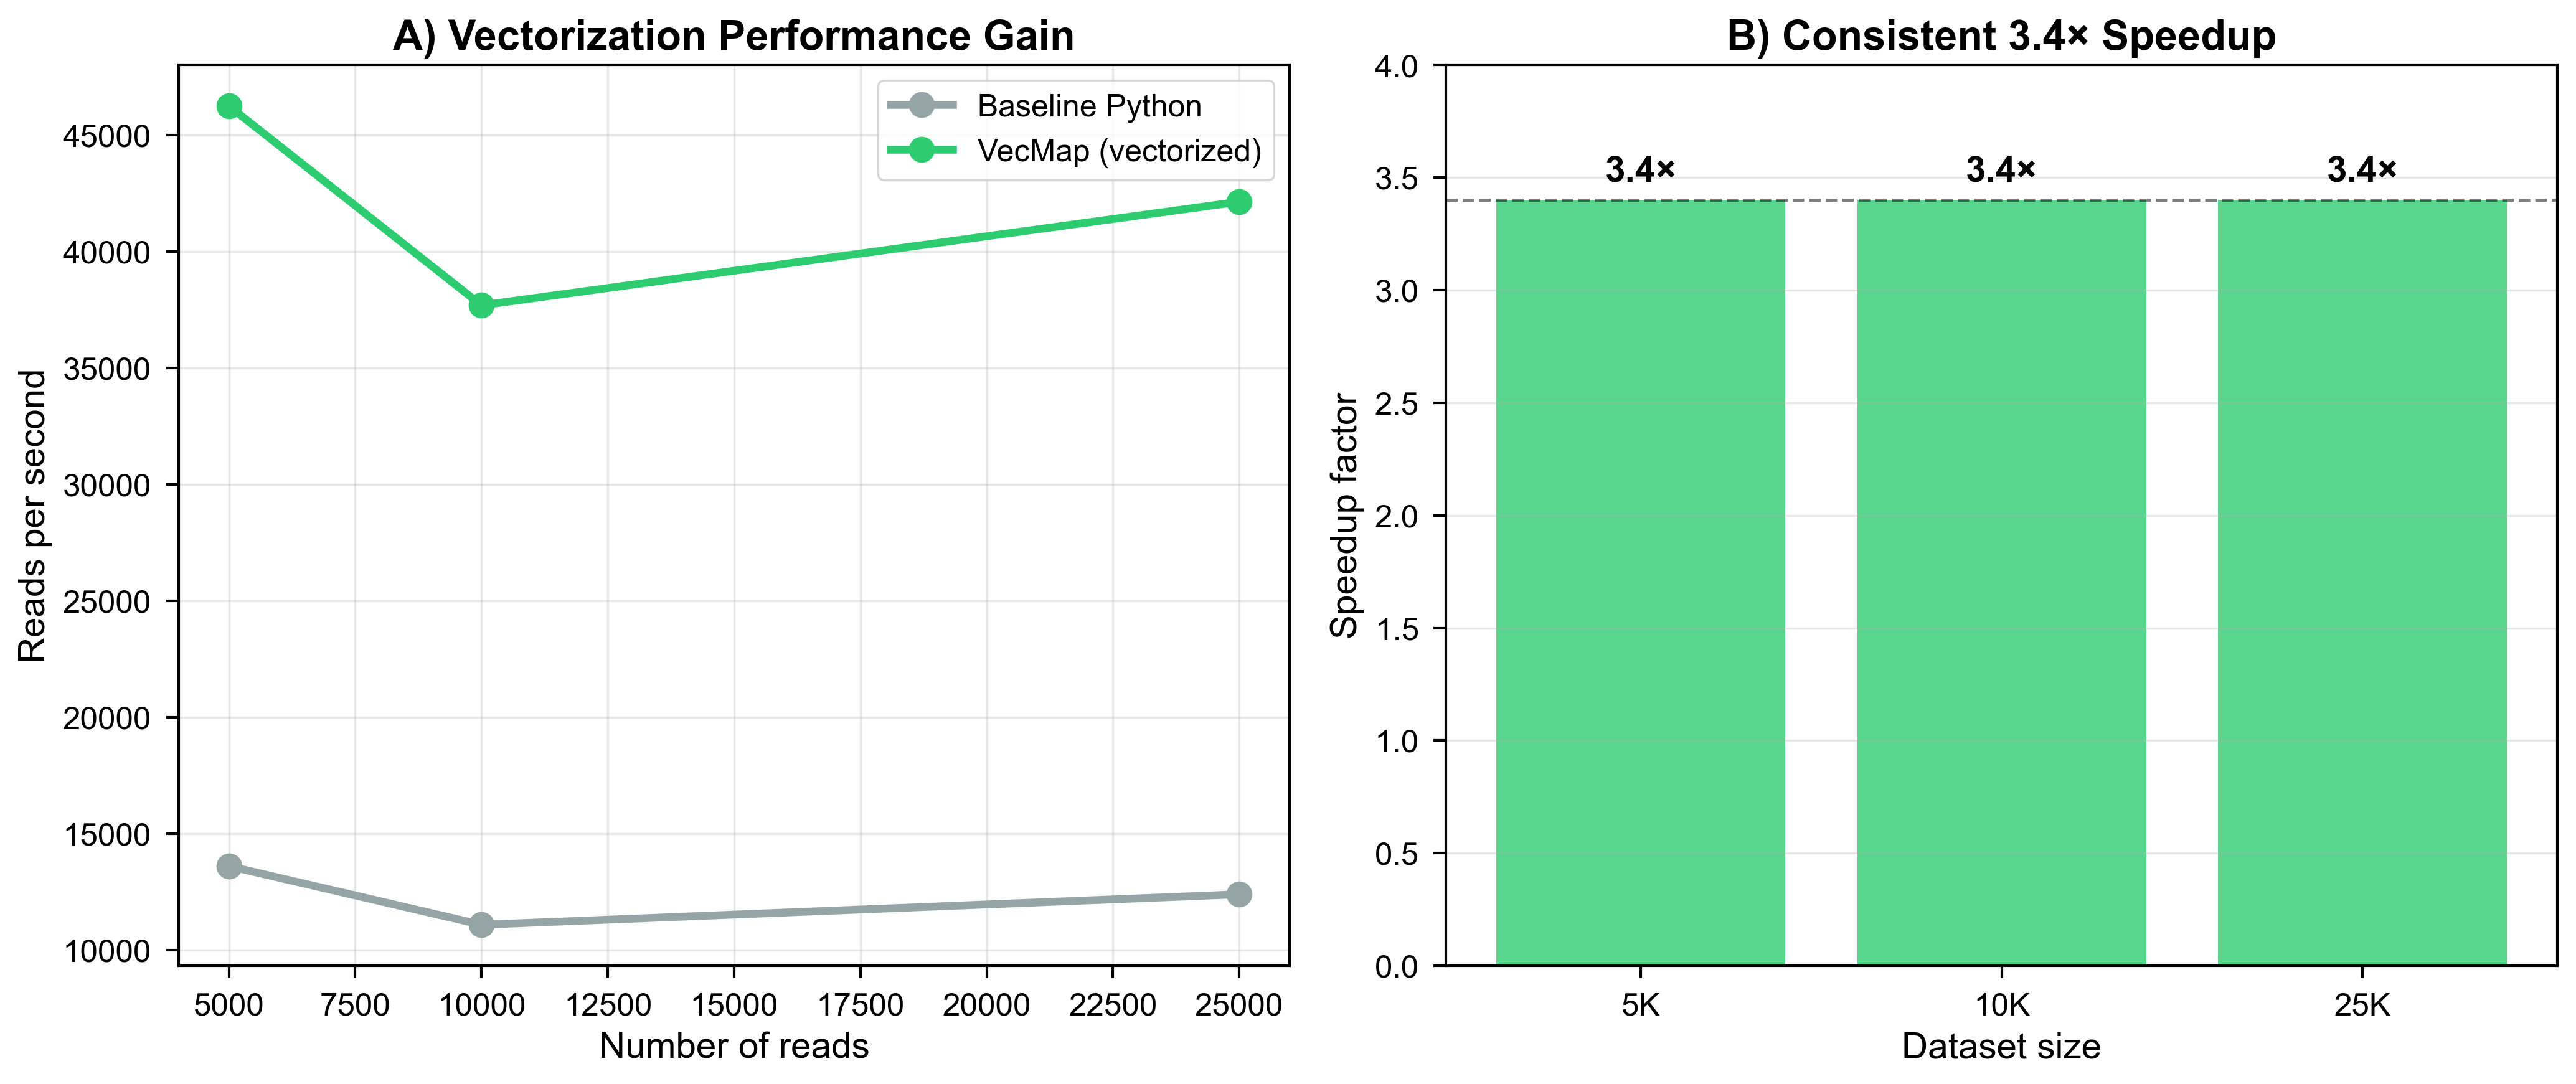 A) Vectorization Performance Gain
Reads per second
45000
40000
35000
30000
25000
20000
15000
10000
Baseline Python
VecMap (vectorized)
5000 7500 10000 12500 15000 17500 20000 22500 25000
Number of reads
B) Consistent 3.4× Speedup
Speedup factor
4.0
3.5
3.0
2.5
2.0
1.5
1.0
0.5
0.0
3.4× 3.4× 3.4×
5K 10K 25K
Dataset size